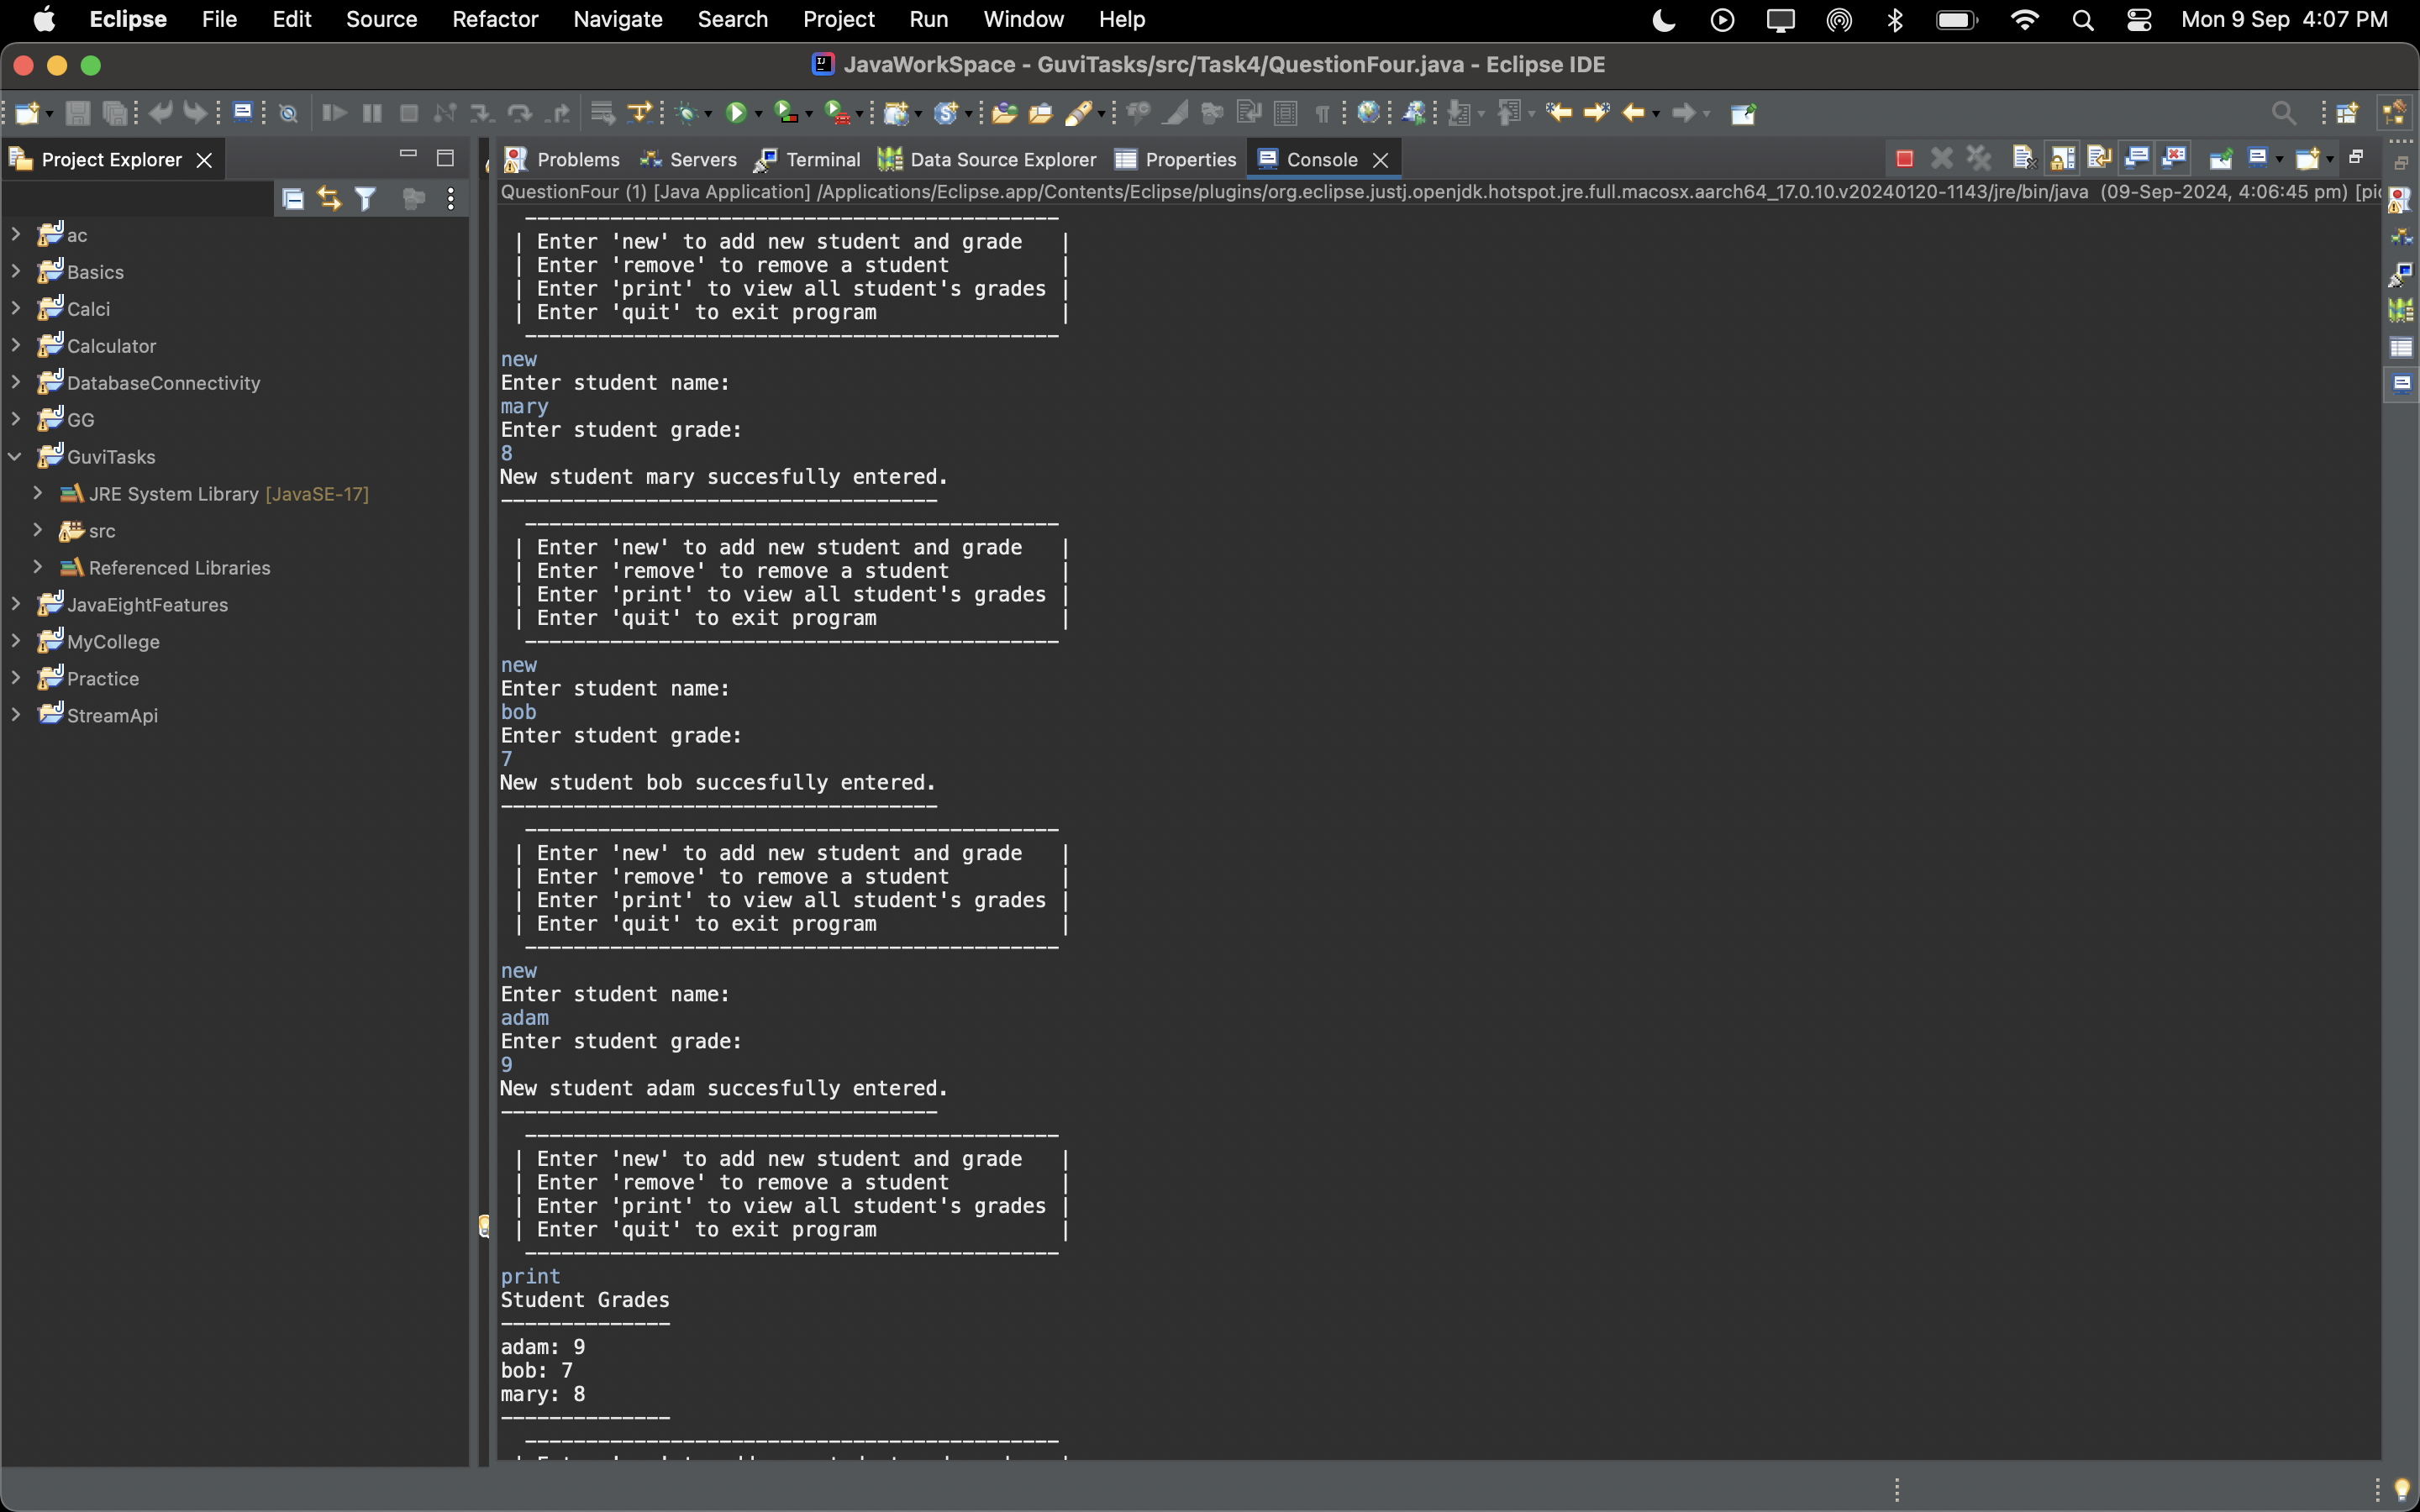 Eclipse File Edit Source Refactor Navigate Search Project Run Window Help Mon 9 Sep 4:07 PM
JavaWorkSpace - GuviTasks/src/Task4/QuestionFour.java - Eclipse IDE
Project Explorer
ac
Basics
Calci
Calculator
DatabaseConnectivity
GG
GuviTasks
JRE System Library [JavaSE-17]
src
Referenced Libraries
JavaEightFeatures
MyCollege
Practice
StreamApi
Problems Servers Terminal Data Source Explorer Properties Console
QuestionFour (1) [Java Application] /Applications/Eclipse.app/Contents/Eclipse/plugins/org.eclipse.justj.openjdk.hotspot.jre.full.macosx.aarch64_17.0.10.v20240120-1143/jre/bin/java (09-Sep-2024, 4:06:45 pm) [pi
--------------------------------------------
| Enter 'new' to add new student and grade |
| Enter 'remove' to remove a student |
| Enter 'print' to view all student's grades |
| Enter 'quit' to exit program |
--------------------------------------------
new
Enter student name:
mary
Enter student grade:
8
New student mary succesfully entered.
------------------------------------
--------------------------------------------
| Enter 'new' to add new student and grade |
| Enter 'remove' to remove a student |
| Enter 'print' to view all student's grades |
| Enter 'quit' to exit program |
--------------------------------------------
new
Enter student name:
bob
Enter student grade:
7
New student bob succesfully entered.
------------------------------------
--------------------------------------------
| Enter 'new' to add new student and grade |
| Enter 'remove' to remove a student |
| Enter 'print' to view all student's grades |
| Enter 'quit' to exit program |
--------------------------------------------
new
Enter student name:
adam
Enter student grade:
9
New student adam succesfully entered.
------------------------------------
--------------------------------------------
| Enter 'new' to add new student and grade |
| Enter 'remove' to remove a student |
| Enter 'print' to view all student's grades |
| Enter 'quit' to exit program |
--------------------------------------------
print
Student Grades
--------------
adam: 9
bob: 7
mary: 8
--------------
--------------------------------------------